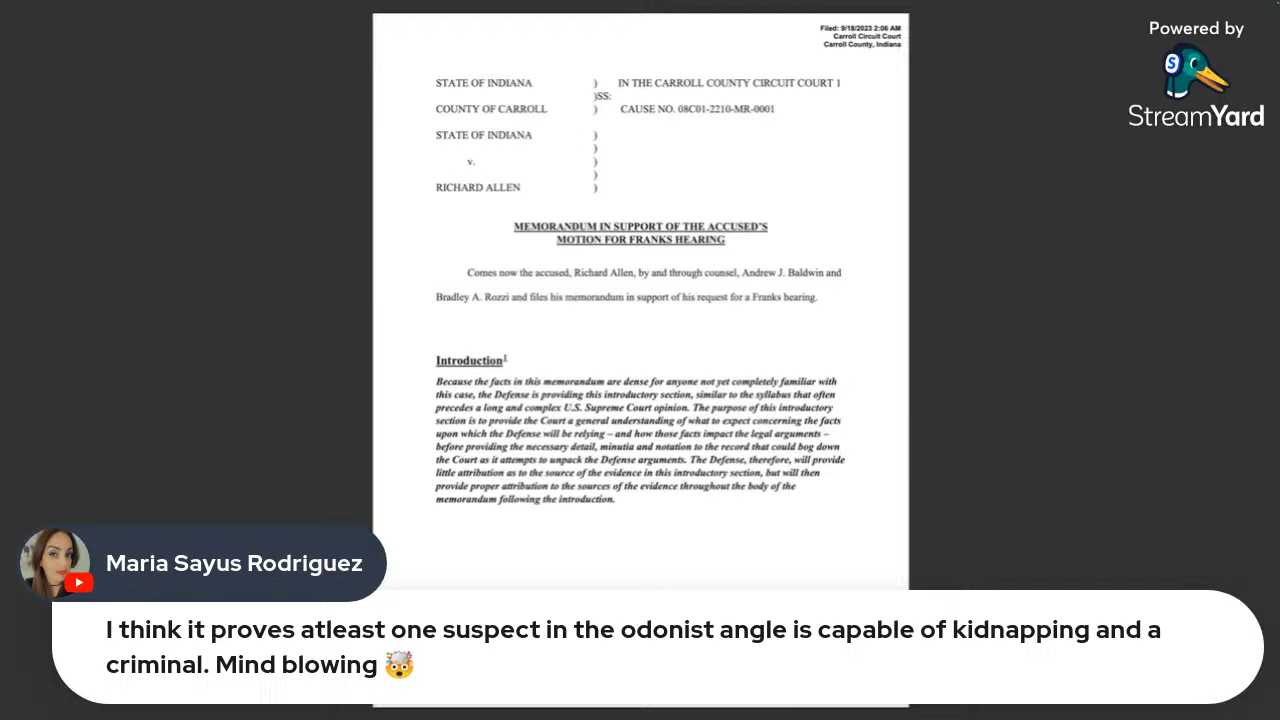 Filed: 9/18/2023 2:06 AM
Carroll Circuit Court
Carroll County, Indiana
Powered by
S
StreamYard
STATE OF INDIANA ) IN THE CARROLL COUNTY CIRCUIT COURT 1
)SS:
COUNTY OF CARROLL ) CAUSE NO. 08C01-2210-MR-0001
STATE OF INDIANA )
)
v. )
)
RICHARD ALLEN )
MEMORANDUM IN SUPPORT OF THE ACCUSED'S
MOTION FOR FRANKS HEARING
Comes now the accused, Richard Allen, by and through counsel, Andrew J. Baldwin and
Bradley A. Rozzi and files his memorandum in support of his request for a Franks hearing.
Introduction1
Because the facts in this memorandum are dense for anyone not yet completely familiar with
this case, the Defense is providing this introductory section, similar to the syllabus that often
precedes a long and complex U.S. Supreme Court opinion. The purpose of this introductory
section is to provide the Court a general understanding of what to expect concerning the facts
upon which the Defense will be relying – and how those facts impact the legal arguments –
before providing the necessary detail, minutia and notation to the record that could bog down
the Court as it attempts to unpack the Defense arguments. The Defense, therefore, will provide
little attribution as to the source of the evidence in this introductory section, but will then
provide proper attribution to the sources of the evidence throughout the body of the
memorandum following the introduction.
Maria Sayus Rodriguez
I think it proves atleast one suspect in the odonist angle is capable of kidnapping and a
criminal. Mind blowing 🤯